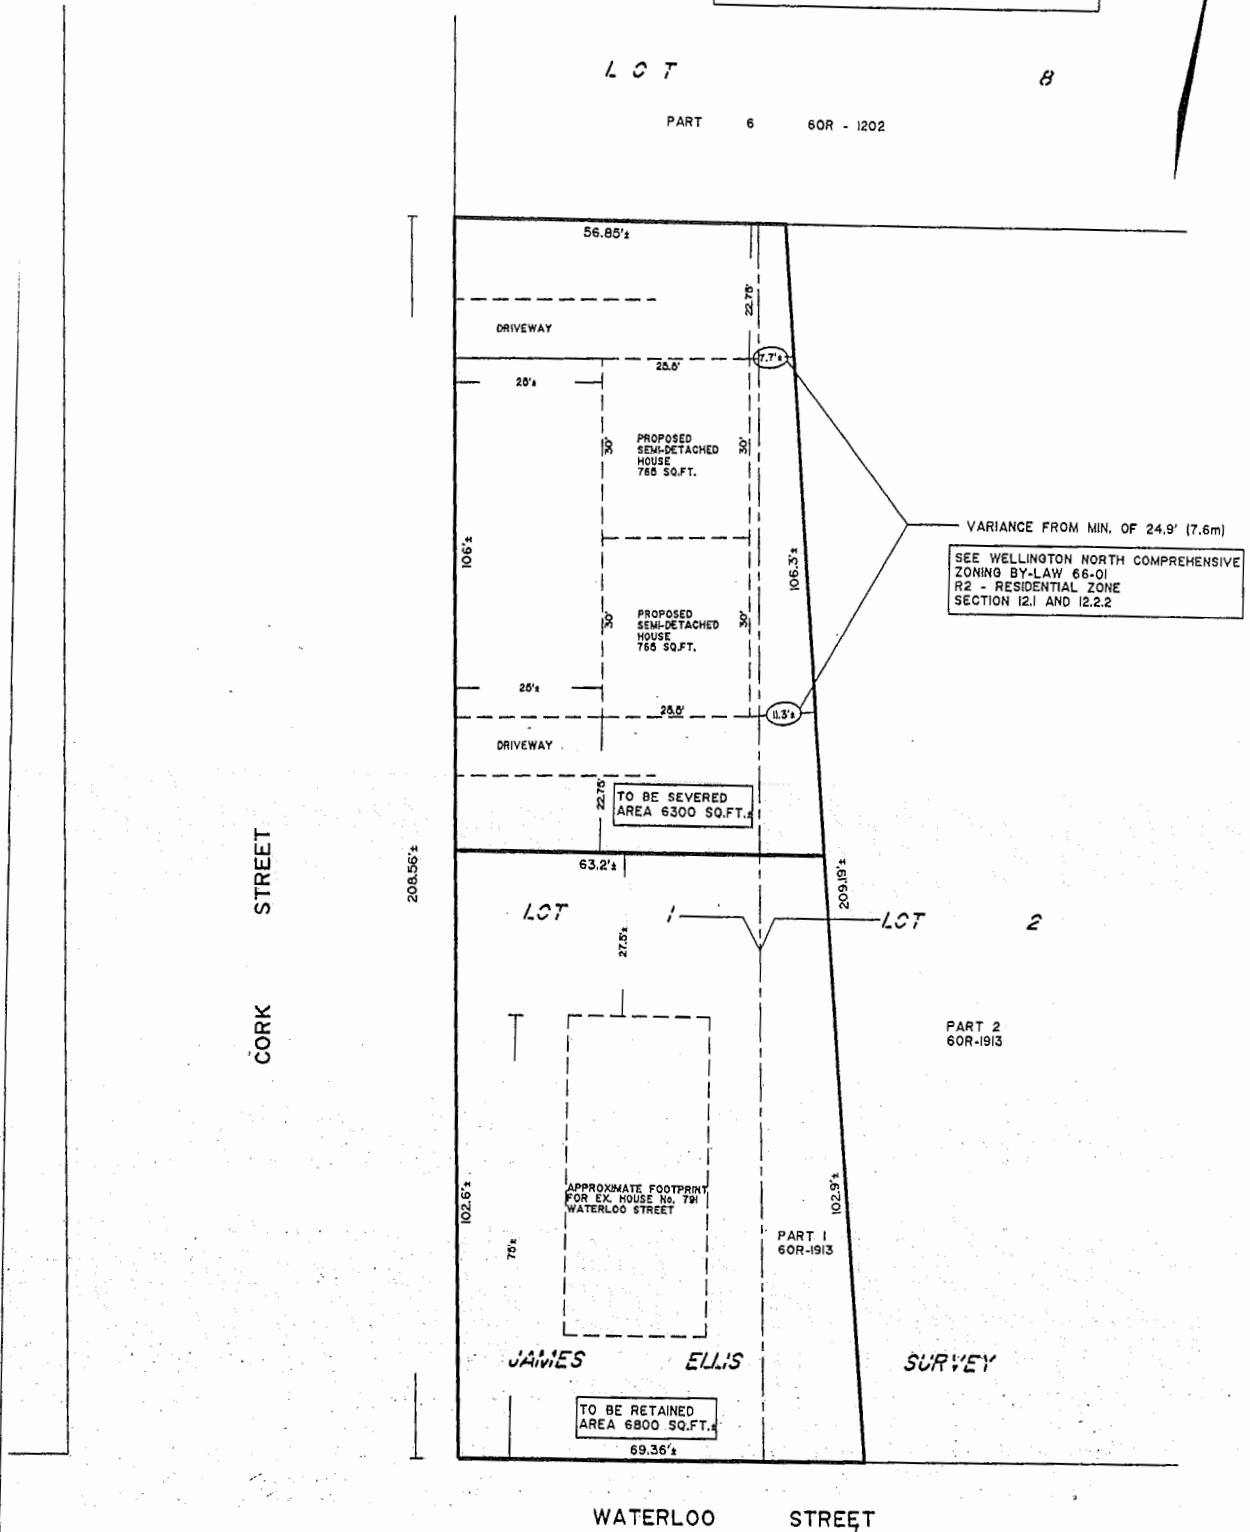 LOT 8
PART 6 60R - 1202
56.85'±
22.75'
DRIVEWAY
7.7'±
25.5'
25'±
30'
PROPOSED
SEMI-DETACHED
HOUSE
765 SQ.FT.
30'
VARIANCE FROM MIN. OF 24.9' (7.6m)
SEE WELLINGTON NORTH COMPREHENSIVE
ZONING BY-LAW 66-01
R2 - RESIDENTIAL ZONE
SECTION 12.1 AND 12.2.2
106'±
106.3'±
30'
PROPOSED
SEMI-DETACHED
HOUSE
765 SQ.FT.
30'
25'±
25.5'
11.3'±
DRIVEWAY
22.75'
TO BE SEVERED
AREA 6300 SQ.FT.±
63.2'±
208.56'±
209.19'±
CORK STREET
LOT 1
LOT 2
27.5'±
PART 2
60R-1913
APPROXIMATE FOOTPRINT
FOR EX. HOUSE No. 791
WATERLOO STREET
102.6'±
102.9'±
75'±
PART 1
60R-1913
JAMES ELLIS SURVEY
TO BE RETAINED
AREA 6800 SQ.FT.±
69.36'±
WATERLOO STREET